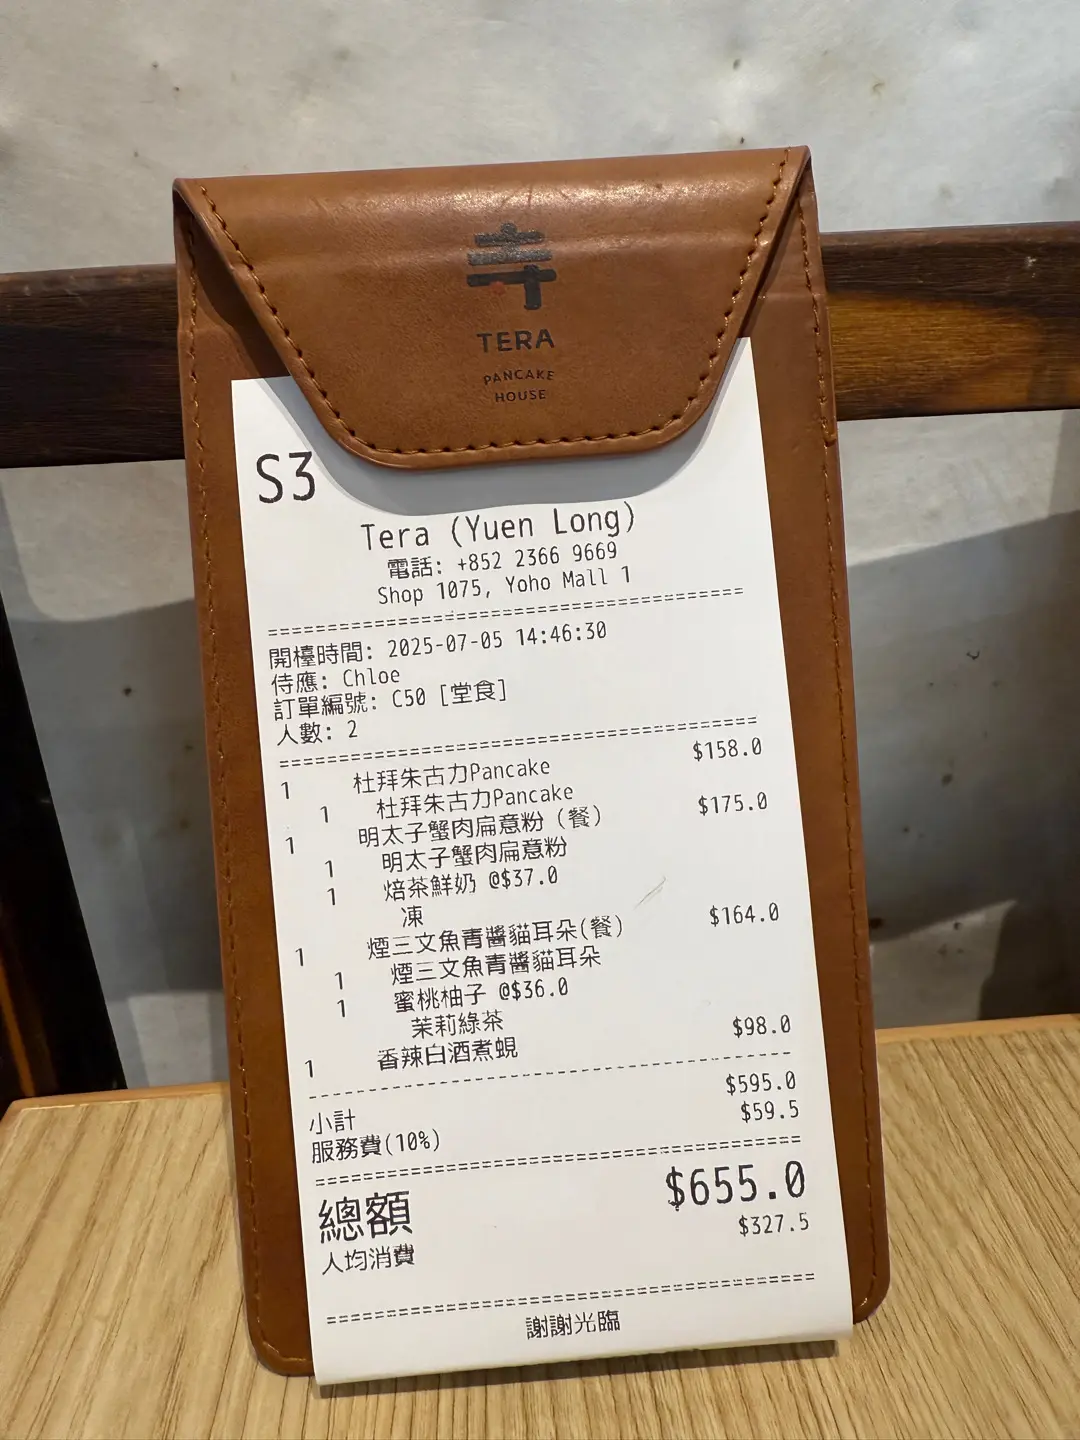 TERA
PANCAKE
HOUSE
S3
Tera (Yuen Long)
電話: +852 2366 9669
Shop 1075, Yoho Mall 1
================================================
開檯時間: 2025-07-05 14:46:30
侍應: Chloe
訂單編號: C50 [堂食]
人數: 2
================================================
1 杜拜朱古力Pancake $158.0
1 杜拜朱古力Pancake
1 明太子蟹肉扁意粉 (餐) $175.0
1 明太子蟹肉扁意粉
1 焙茶鮮奶 @$37.0
凍
1 煙三文魚青醬貓耳朵(餐) $164.0
1 煙三文魚青醬貓耳朵
1 蜜桃柚子 @$36.0
茉莉綠茶
1 香辣白酒煮蜆 $98.0
------------------------------------------------
小計 $595.0
服務費(10%) $59.5
================================================
總額 $655.0
人均消費 $327.5
================================================
謝謝光臨